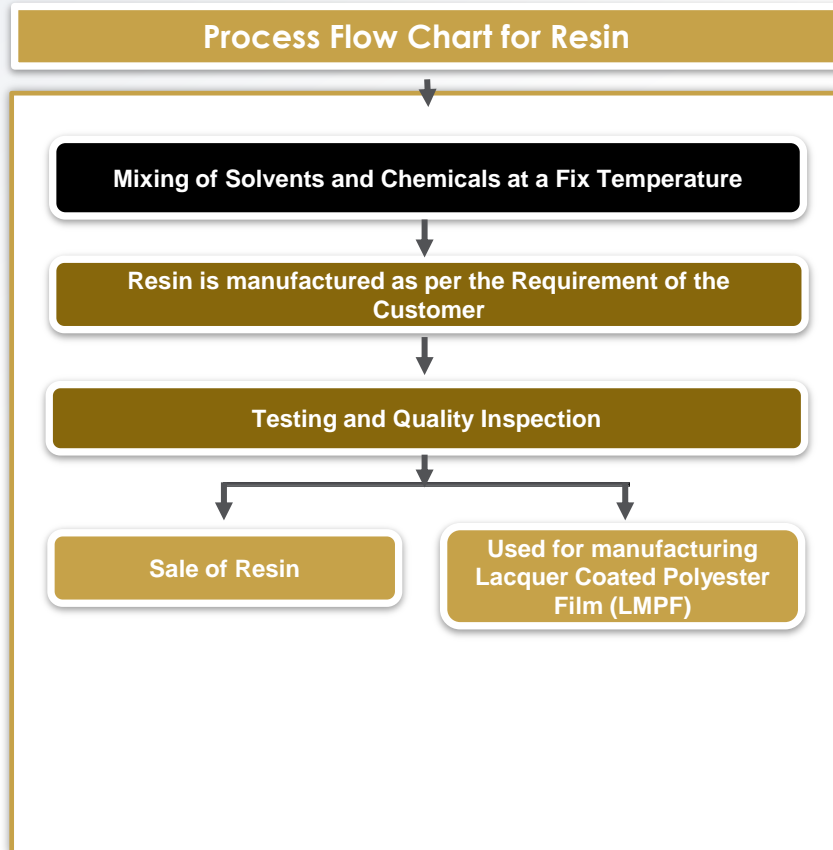 Process Flow Chart for Resin
Mixing of Solvents and Chemicals at a Fix Temperature
Resin is manufactured as per the Requirement of the
Customer
Testing and Quality Inspection
Sale of Resin
Used for manufacturing
Lacquer Coated Polyester
Film (LMPF)